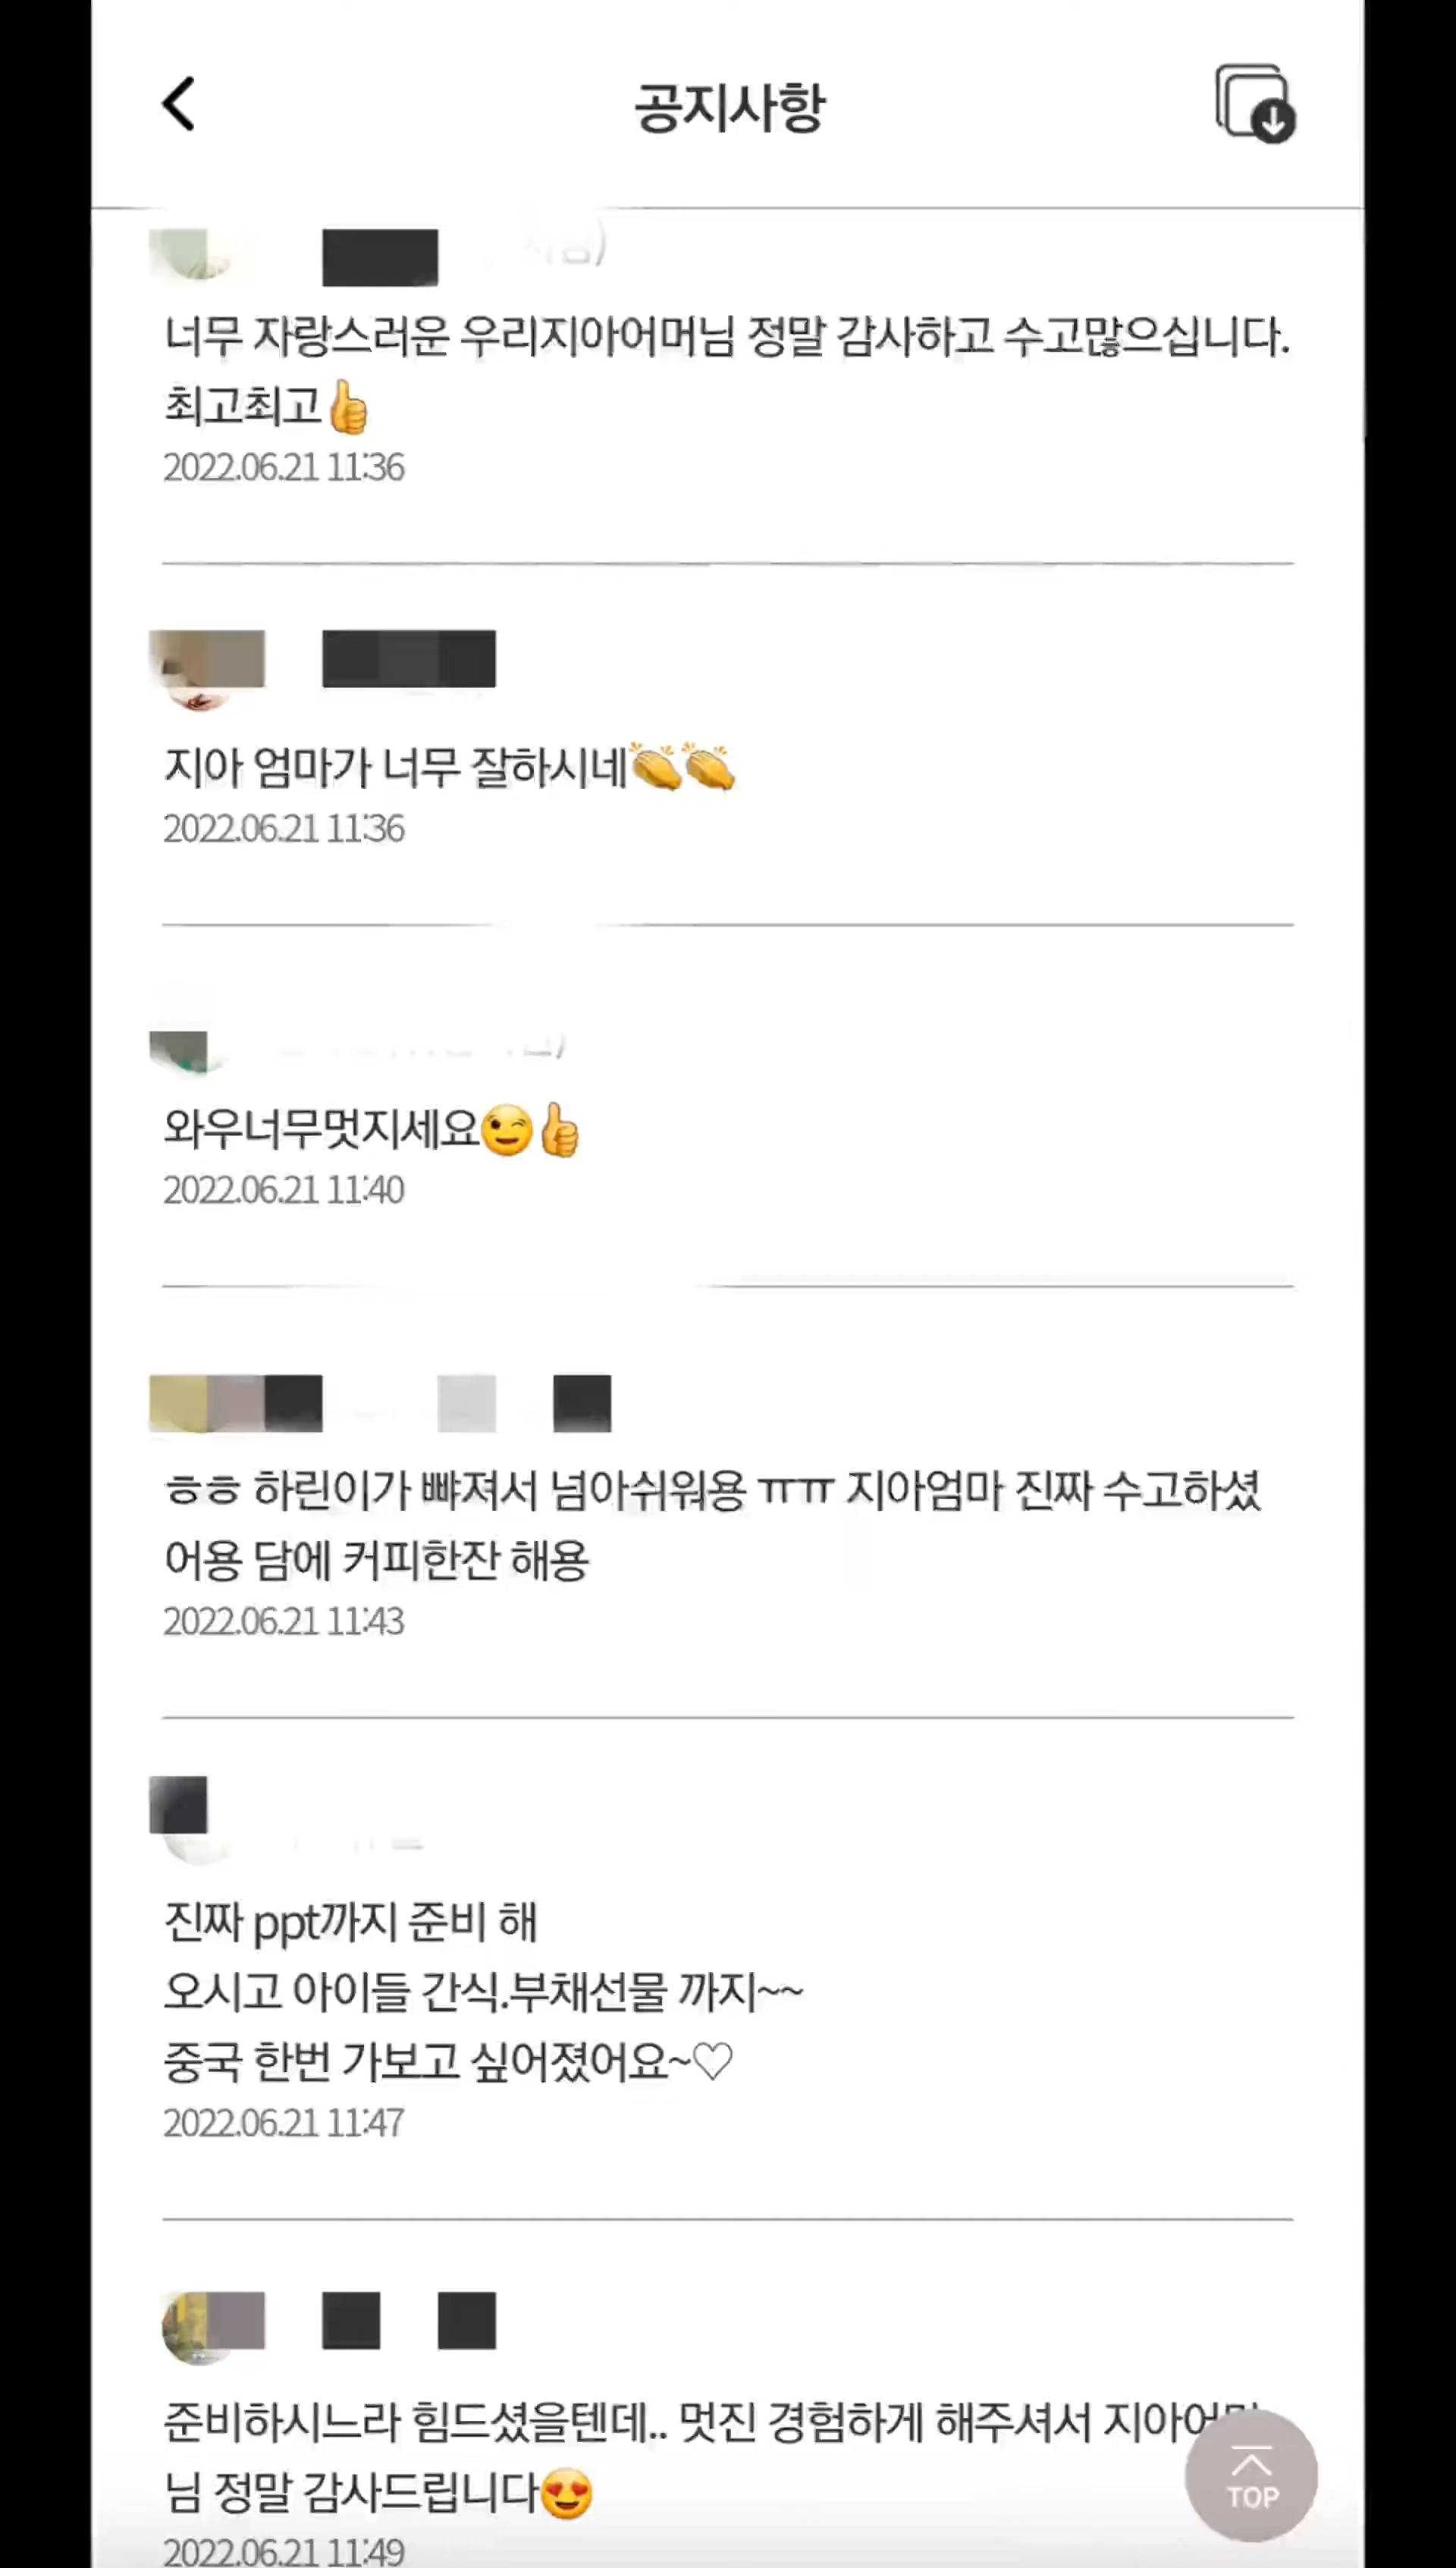 공지사항
너무 자랑스러운 우리지아어머님 정말 감사하고 수고많으십니다.
최고최고👍
2022.06.21 11:36
지아 엄마가 너무 잘하시네👏👏
2022.06.21 11:36
와우너무멋지세요😉👍
2022.06.21 11:40
ㅎㅎ 하린이가 빠져서 넘아쉬워용 ㅠㅠ 지아엄마 진짜 수고하셨
어용 담에 커피한잔 해용
2022.06.21 11:43
진짜 ppt까지 준비 해
오시고 아이들 간식.부채선물 까지~~
중국 한번 가보고 싶어졌어요~♡
2022.06.21 11:47
준비하시느라 힘드셨을텐데.. 멋진 경험하게 해주셔서 지아어머
님 정말 감사드립니다😍
TOP
2022.06.21 11:49